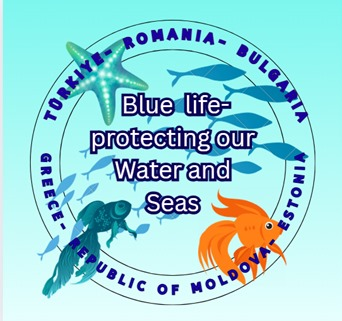 TÜRKIYE- ROMANIA- BULGARIA
Blue life-
protecting our
Water and
Seas
GREECE- REPUBLIC OF MOLDOVA- ESTONIA